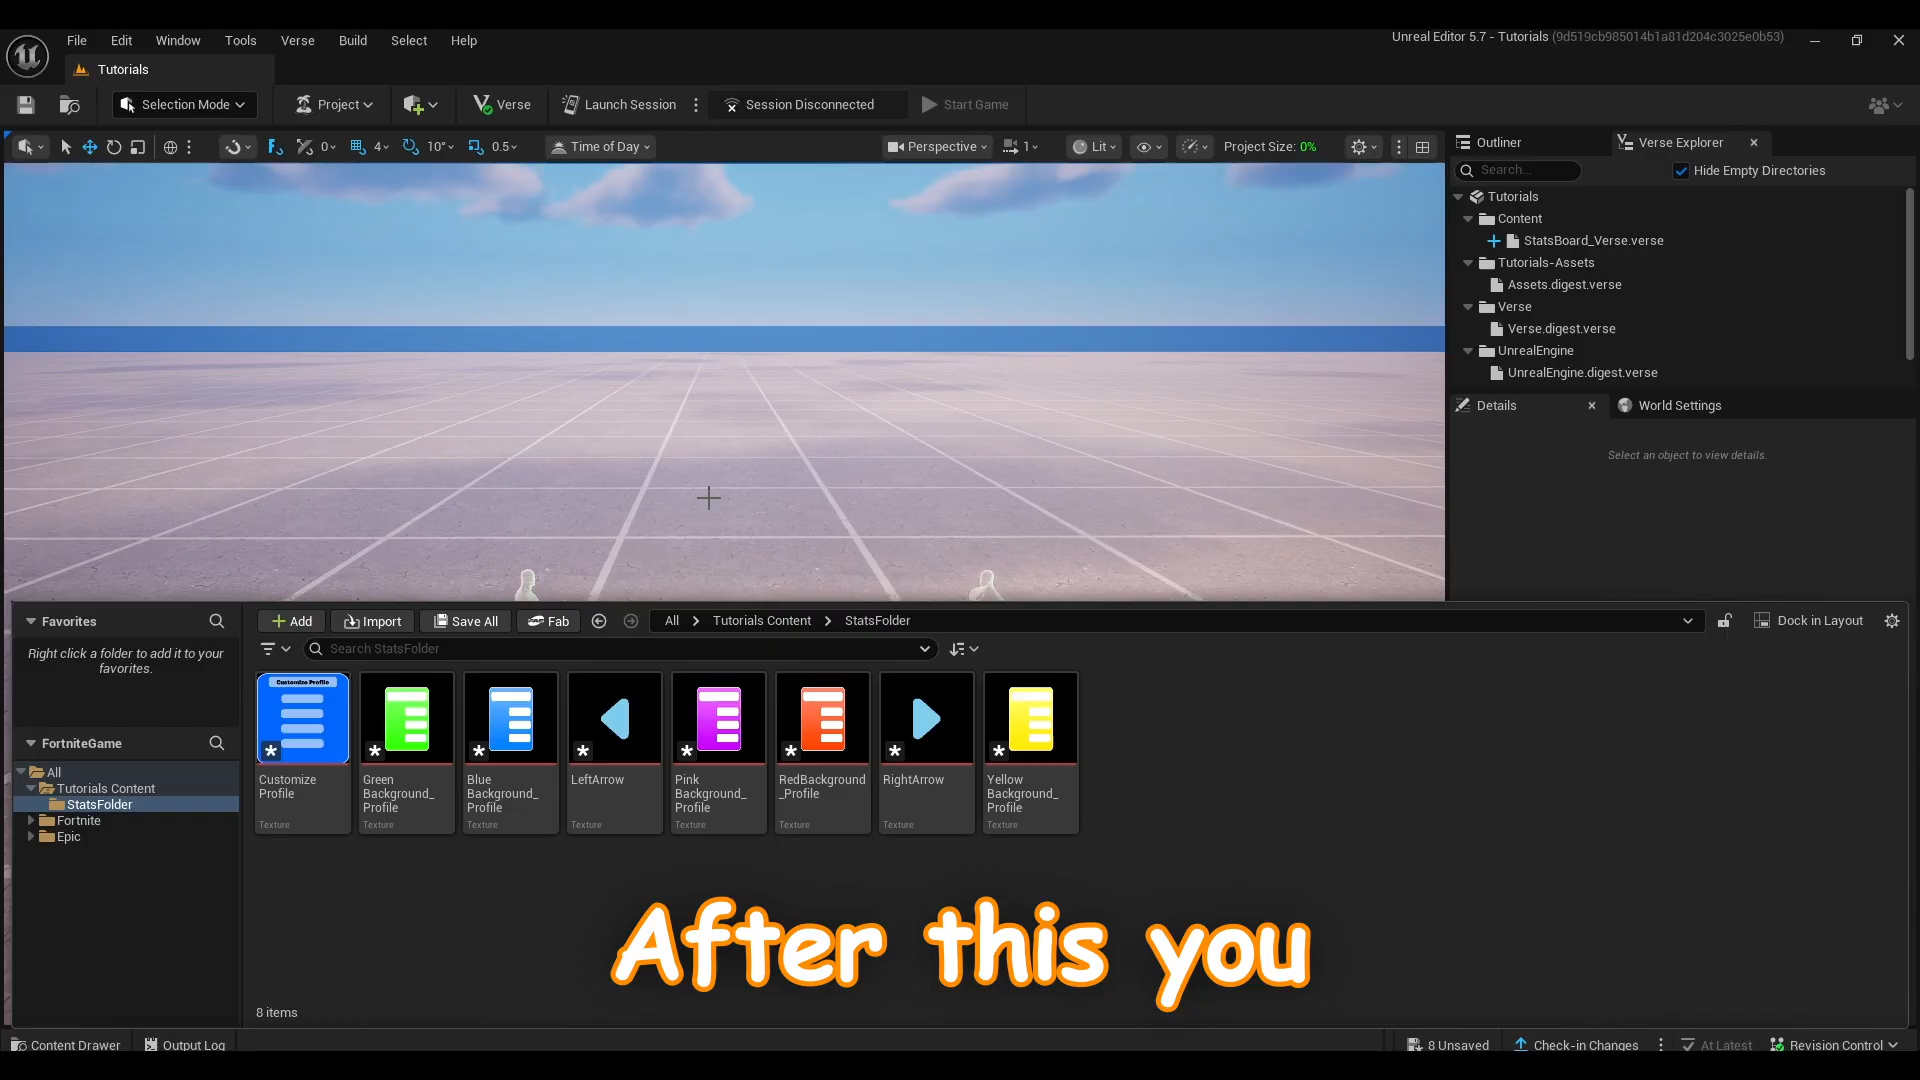 File Edit Window Tools Verse Build Select Help
Unreal Editor 5.7 - Tutorials (9d519cb985014b1a81d204c3025e0b53)
Tutorials
Selection Mode
Project
Verse
Launch Session
Session Disconnected
Start Game
0
4
10°
0.5
Time of Day
Perspective
1
Lit
Project Size: 0%
Outliner
Verse Explorer
Search...
Hide Empty Directories
Tutorials
Content
StatsBoard_Verse.verse
Tutorials-Assets
Assets.digest.verse
Verse
Verse.digest.verse
UnrealEngine
UnrealEngine.digest.verse
Details
World Settings
Select an object to view details.
Favorites
Right click a folder to add it to your
favorites.
FortniteGame
All
Tutorials Content
StatsFolder
Fortnite
Epic
Add
Import
Save All
Fab
All > Tutorials Content > StatsFolder
Dock in Layout
Search StatsFolder
Customize Profile
Customize
Profile
Texture
Green
Background_
Profile
Texture
Blue
Background_
Profile
Texture
LeftArrow
Texture
Pink
Background_
Profile
Texture
RedBackground
_Profile
Texture
RightArrow
Texture
Yellow
Background_
Profile
Texture
After this you
8 items
Content Drawer
Output Log
8 Unsaved
Check-in Changes
At Latest
Revision Control